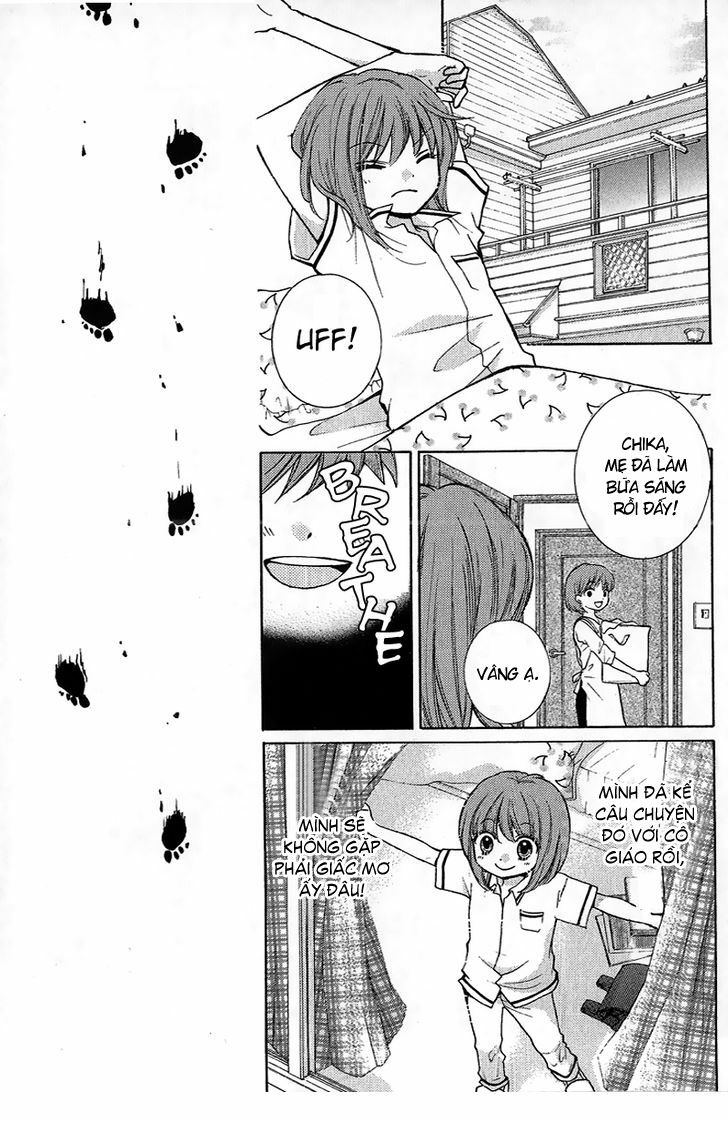 UFF!
CHIKA,
MẸ ĐÃ LÀM
BỮA SÁNG
RỒI ĐẤY!
VÂNG Ạ.
BREATHE
MÌNH ĐÃ KỂ
CÂU CHUYỆN
ĐƠ VỚI CÔ
GIÁO RỒI,
MÌNH SẼ
KHÔNG GẶP
PHẢI GIẤC MƠ
ẤY ĐÂU!